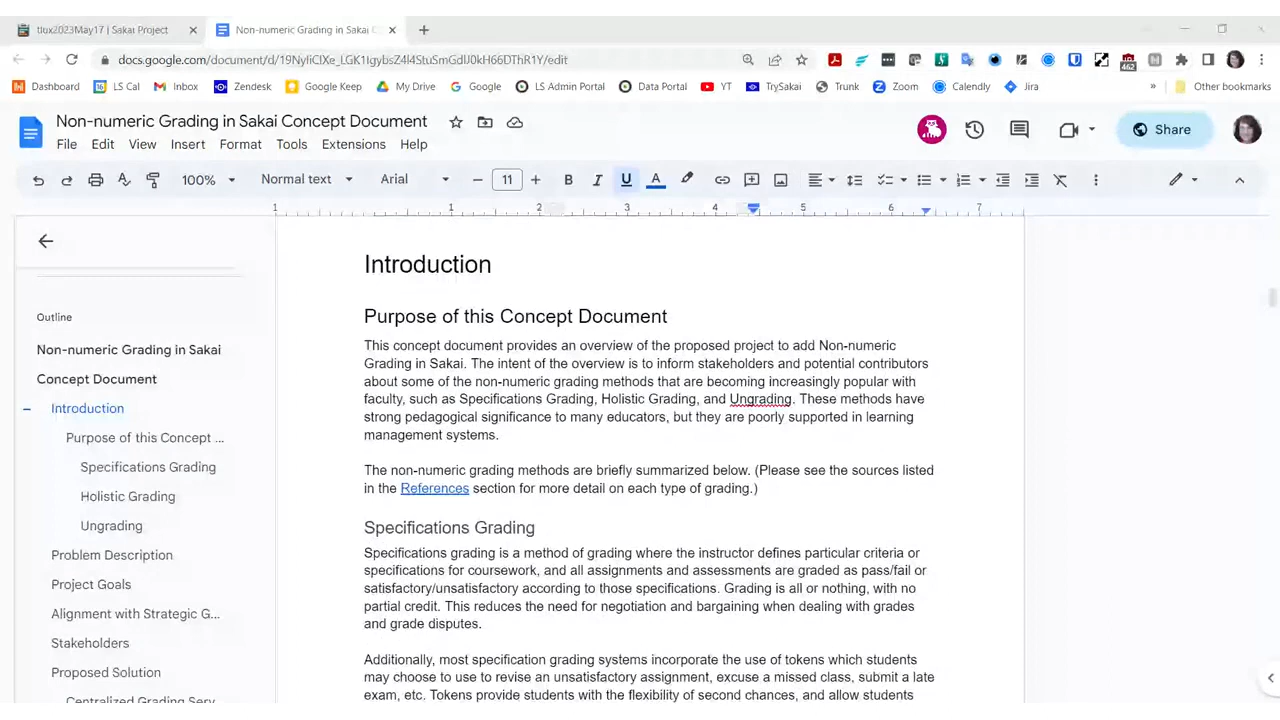 tlux2023May17 | Sakai Project
Non-numeric Grading in Sakai C
docs.google.com/document/d/
/edit
462
Dashboard LS Cal Inbox Zendesk Google Keep My Drive Google LS Admin Portal Data Portal YT TrySakai Trunk Zoom Calendly Jira » Other bookmarks
Non-numeric Grading in Sakai Concept Document
File Edit View Insert Format Tools Extensions Help
Share
100% Normal text Arial − 11 + B I U A
1 1 2 3 4 5 6 7
Outline
Non-numeric Grading in Sakai
Concept Document
Introduction
Purpose of this Concept ...
Specifications Grading
Holistic Grading
Ungrading
Problem Description
Project Goals
Alignment with Strategic G...
Stakeholders
Proposed Solution
Centralized Grading Serv
Introduction
Purpose of this Concept Document
This concept document provides an overview of the proposed project to add Non-numeric
Grading in Sakai. The intent of the overview is to inform stakeholders and potential contributors
about some of the non-numeric grading methods that are becoming increasingly popular with
faculty, such as Specifications Grading, Holistic Grading, and Ungrading. These methods have
strong pedagogical significance to many educators, but they are poorly supported in learning
management systems.
The non-numeric grading methods are briefly summarized below. (Please see the sources listed
in the References section for more detail on each type of grading.)
Specifications Grading
Specifications grading is a method of grading where the instructor defines particular criteria or
specifications for coursework, and all assignments and assessments are graded as pass/fail or
satisfactory/unsatisfactory according to those specifications. Grading is all or nothing, with no
partial credit. This reduces the need for negotiation and bargaining when dealing with grades
and grade disputes.
Additionally, most specification grading systems incorporate the use of tokens which students
may choose to use to revise an unsatisfactory assignment, excuse a missed class, submit a late
exam, etc. Tokens provide students with the flexibility of second chances, and allow students